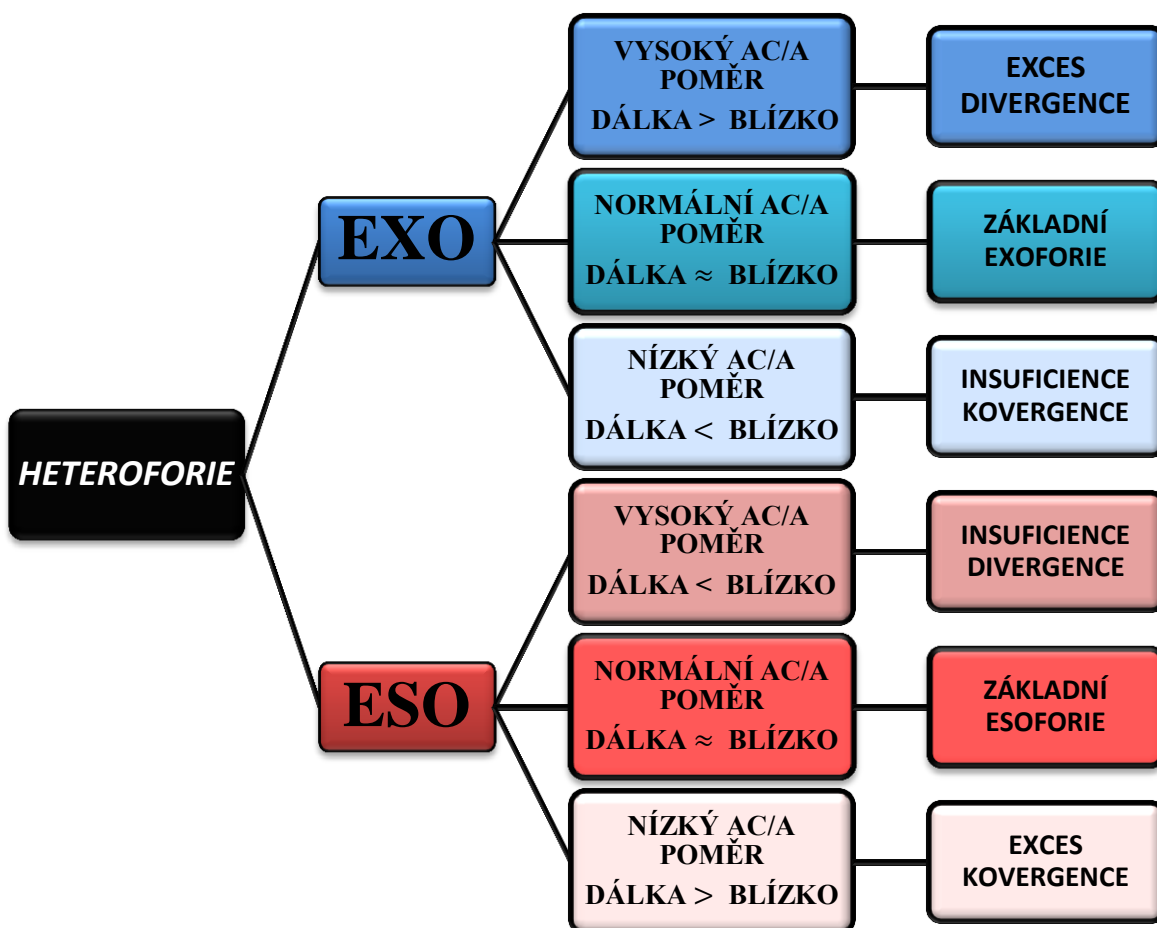 HETEROFORIE
EXO
VYSOKÝ AC/A
POMĚR
DÁLKA > BLÍZKO
EXCES
DIVERGENCE
NORMÁLNÍ AC/A
POMĚR
DÁLKA ≈ BLÍZKO
ZÁKLADNÍ
EXOFORIE
NÍZKÝ AC/A
POMĚR
DÁLKA < BLÍZKO
INSUFICIENCE
KOVERGENCE
ESO
VYSOKÝ AC/A
POMĚR
DÁLKA < BLÍZKO
INSUFICIENCE
DIVERGENCE
NORMÁLNÍ AC/A
POMĚR
DÁLKA ≈ BLÍZKO
ZÁKLADNÍ
ESOFORIE
NÍZKÝ AC/A
POMĚR
DÁLKA > BLÍZKO
EXCES
KOVERGENCE